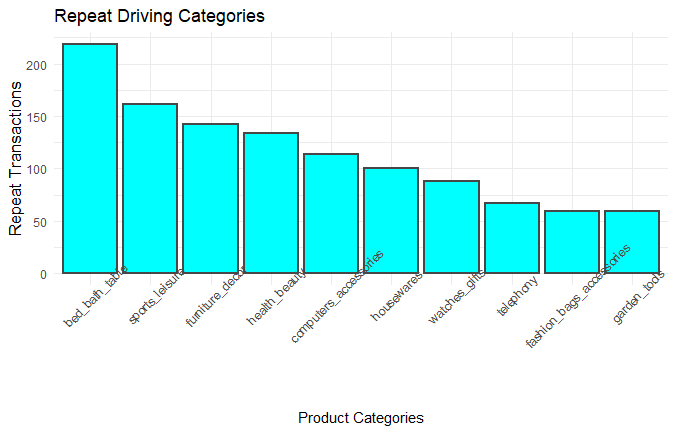 Repeat Driving Categories
Repeat Transactions
200
150
100
50
0
bed_bath_table
sports_leisure
furniture_decor
health_beauty
computers_accessories
housewares
watches_gifts
telephony
fashion_bags_accessories
garden_tools
Product Categories